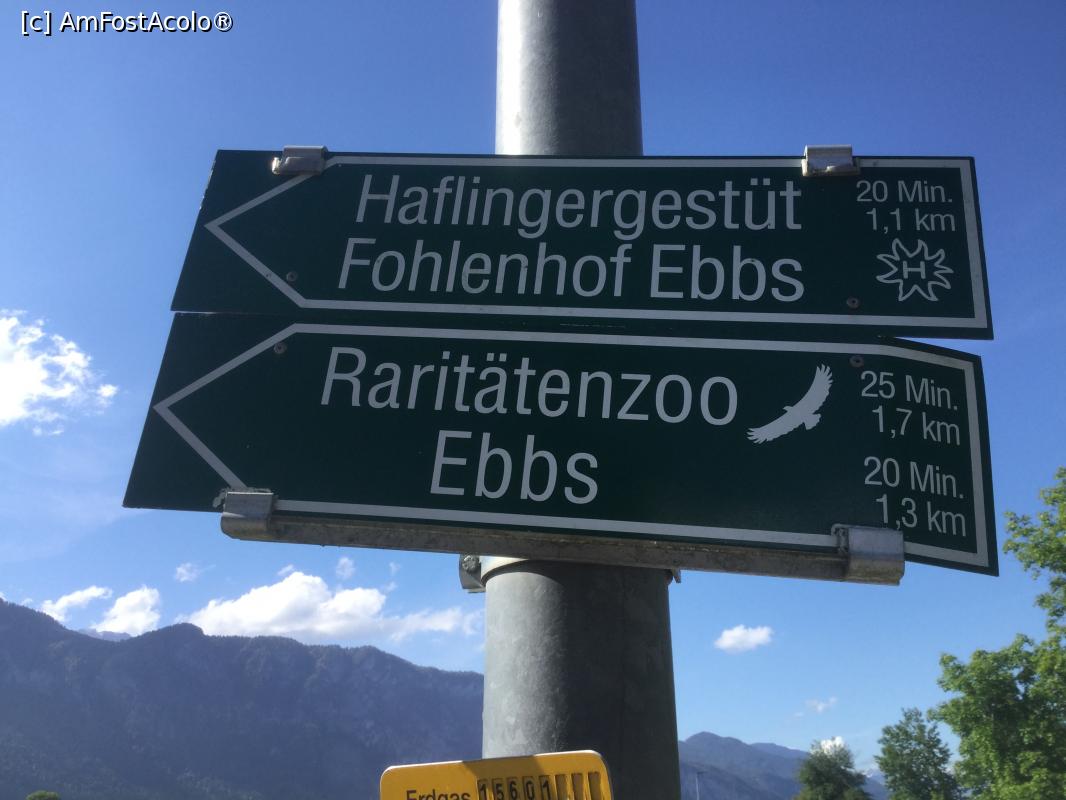 [c] AmFostAcolo®
Haflingergestüt
Fohlenhof Ebbs
20 Min.
1,1 km
H
Raritätenzoo
Ebbs
25 Min.
1,7 km
20 Min.
1,3 km
Erdgas 15601